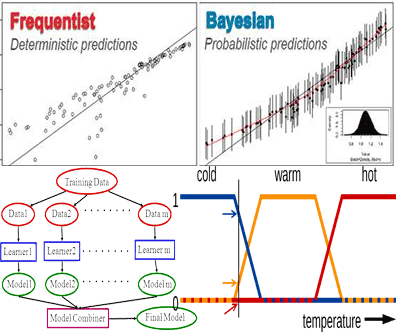 Frequentist
Deterministic predictions
Bayesian
Probabilistic predictions
Training Data
Data1
Data2
Data m
Learner1
Learner2
Learner m
Model1
Model2
Model m
Model Combiner
Final Model
cold
warm
hot
1
0
temperature